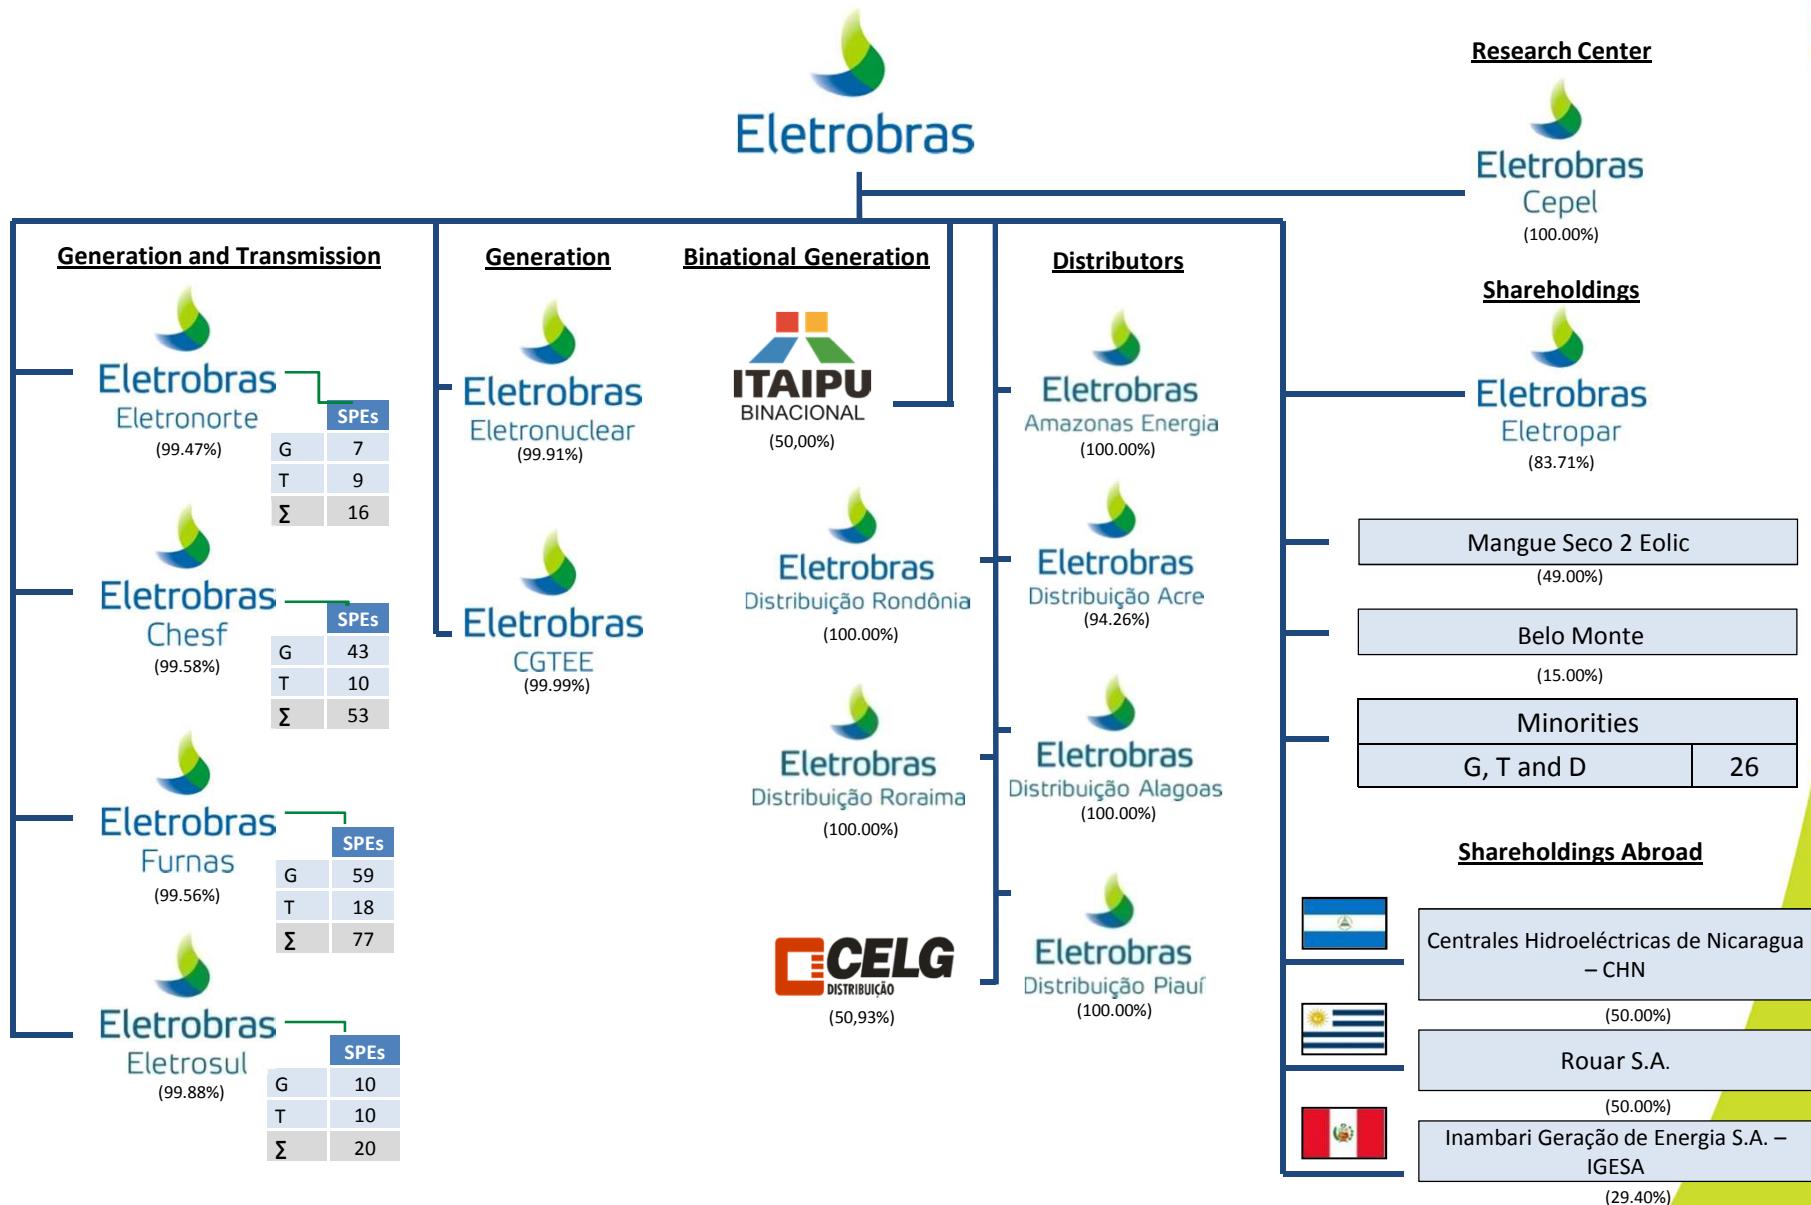 Eletrobras
Research Center
Eletrobras
Cepel
(100.00%)
Generation and Transmission
Eletrobras
Eletronorte
(99.47%)
SPEs
G 7
T 9
Σ 16
Eletrobras
Chesf
(99.58%)
SPEs
G 43
T 10
Σ 53
Eletrobras
Furnas
(99.56%)
SPEs
G 59
T 18
Σ 77
Eletrobras
Eletrosul
(99.88%)
SPEs
G 10
T 10
Σ 20
Generation
Eletrobras
Eletronuclear
(99.91%)
Eletrobras
CGTEE
(99.99%)
Binational Generation
ITAIPU
BINACIONAL
(50,00%)
Distributors
Eletrobras
Amazonas Energia
(100.00%)
Eletrobras
Distribuição Rondônia
(100.00%)
Eletrobras
Distribuição Acre
(94.26%)
Eletrobras
Distribuição Roraima
(100.00%)
Eletrobras
Distribuição Alagoas
(100.00%)
CELG
DISTRIBUIÇÃO
(50,93%)
Eletrobras
Distribuição Piauí
(100.00%)
Shareholdings
Eletrobras
Eletropar
(83.71%)
Mangue Seco 2 Eolic
(49.00%)
Belo Monte
(15.00%)
Minorities
G, T and D 26
Shareholdings Abroad
Centrales Hidroeléctricas de Nicaragua
– CHN
(50.00%)
Rouar S.A.
(50.00%)
Inambari Geração de Energia S.A. –
IGESA
(29.40%)